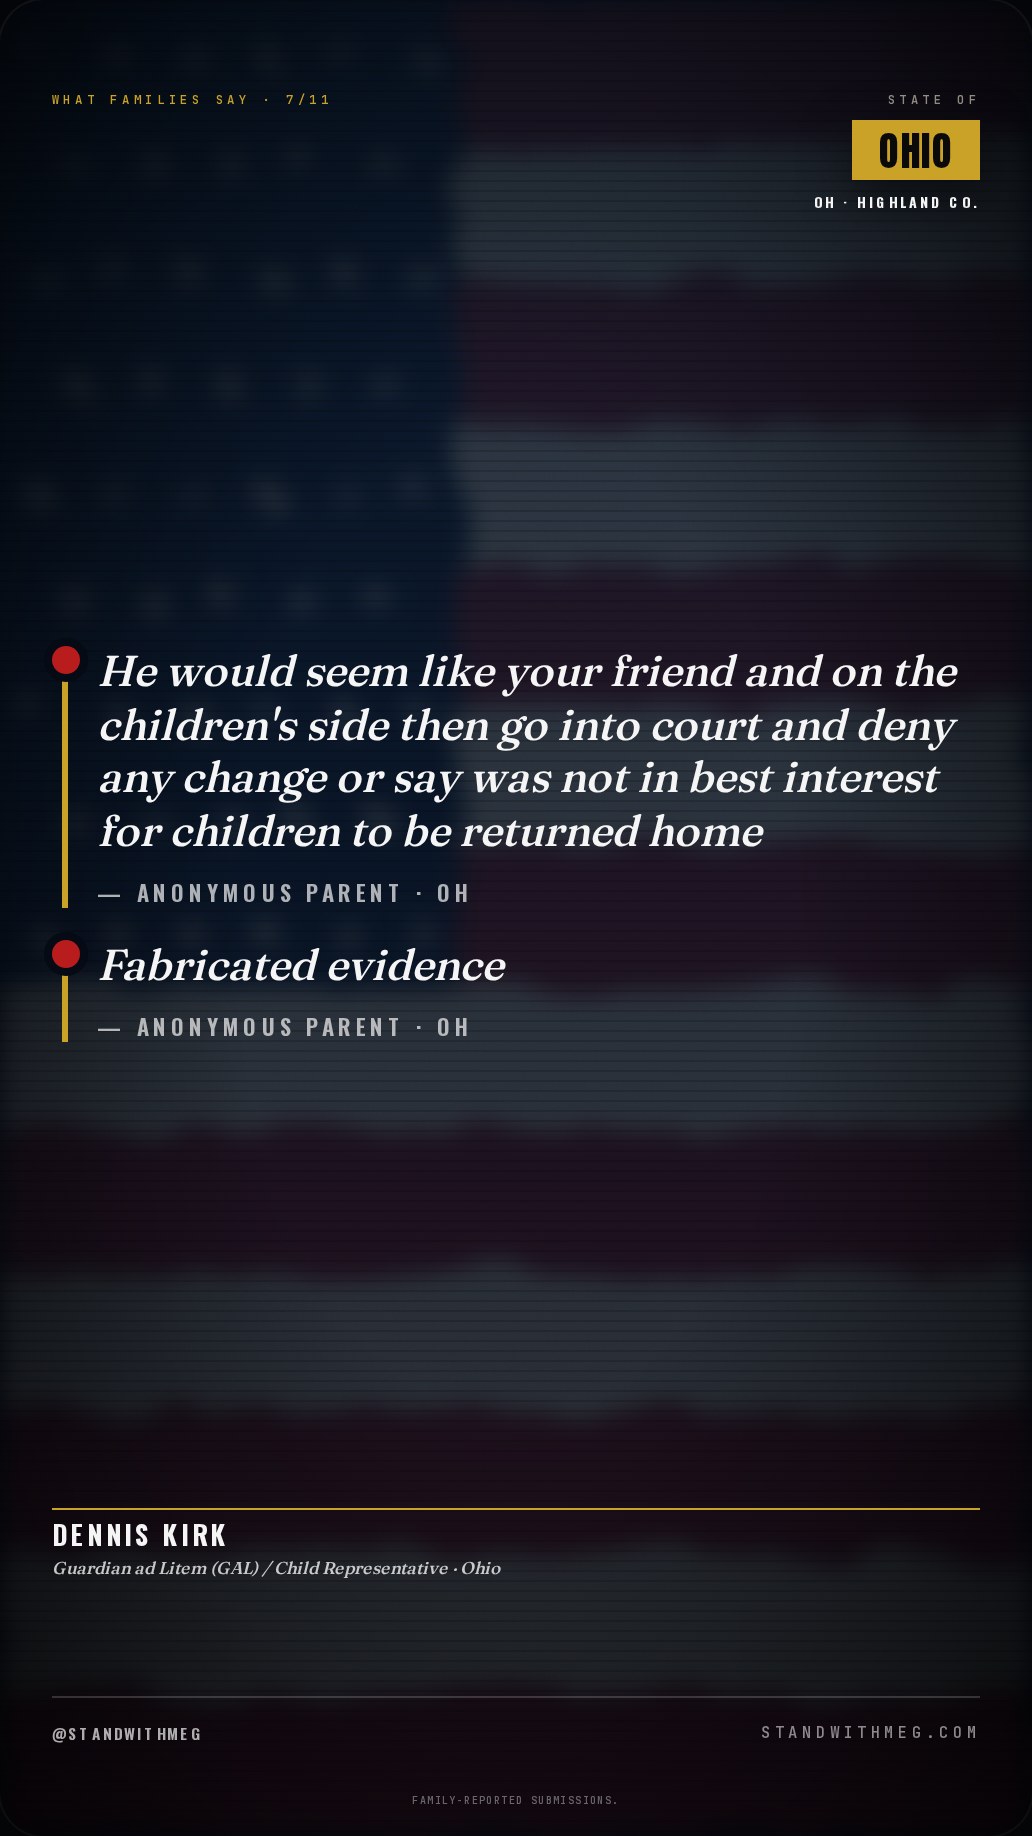 WHAT FAMILIES SAY · 7/11
STATE OF
OHIO
OH · HIGHLAND CO.
He would seem like your friend and on the
children's side then go into court and deny
any change or say was not in best interest
for children to be returned home
— ANONYMOUS PARENT · OH
Fabricated evidence
— ANONYMOUS PARENT · OH
DENNIS KIRK
Guardian ad Litem (GAL) / Child Representative · Ohio
@STANDWITHMEG
STANDWITHMEG.COM
FAMILY-REPORTED SUBMISSIONS.